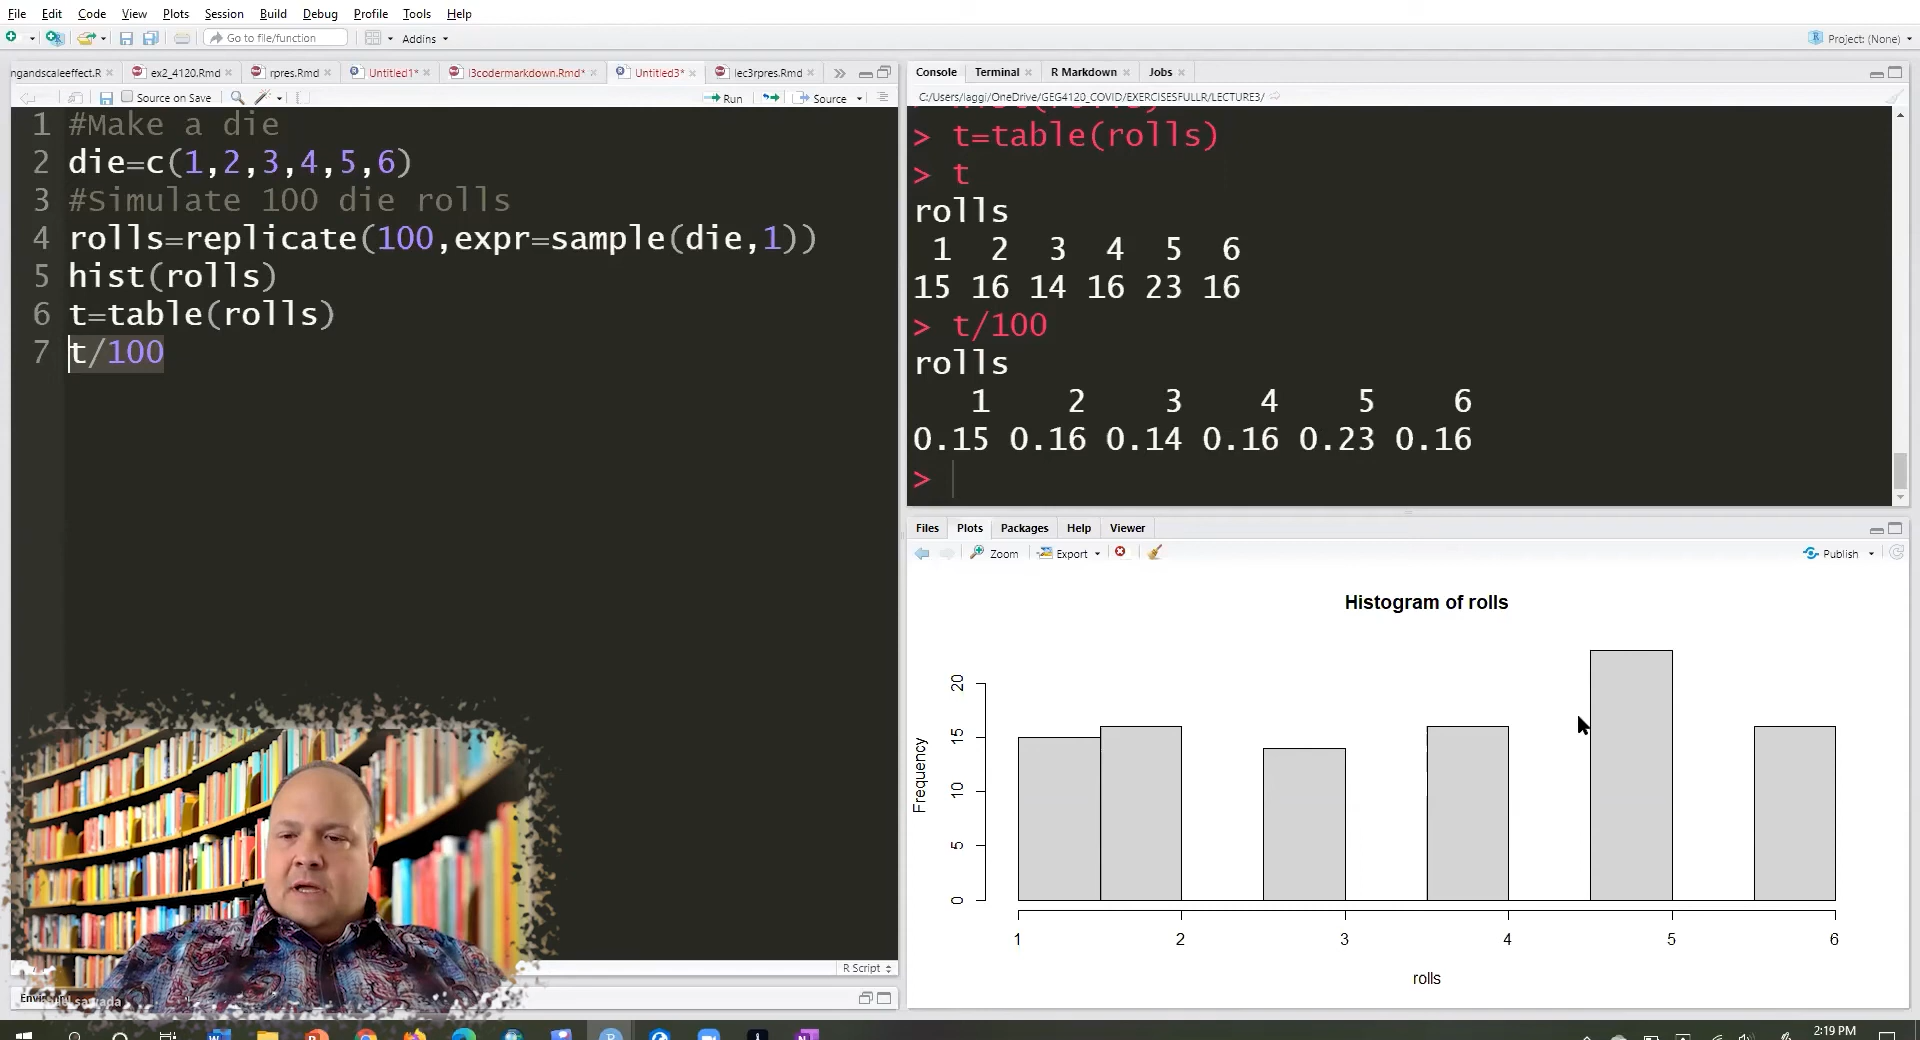 File Edit Code View Plots Session Build Debug Profile Tools Help
Go to file/function Addins Project: (None)
ngandscaleeffect.R ex2_4120.Rmd rpres.Rmd Untitled1* l3codermarkdown.Rmd* Untitled3* lec3rpres.Rmd
Source on Save Run Source
1 #Make a die
2 die=c(1,2,3,4,5,6)
3 #Simulate 100 die rolls
4 rolls=replicate(100,expr=sample(die,1))
5 hist(rolls)
6 t=table(rolls)
7 t/100
R Script
Console Terminal R Markdown Jobs
C:/Users/laggi/OneDrive/GEG4120_COVID/EXERCISESFULLR/LECTURE3/
> t=table(rolls)
> t
rolls
1 2 3 4 5 6
15 16 14 16 23 16
> t/100
rolls
1 2 3 4 5 6
0.15 0.16 0.14 0.16 0.23 0.16
>
Files Plots Packages Help Viewer
Zoom Export Publish
Histogram of rolls
Frequency
20
15
10
5
0
1 2 3 4 5 6
rolls
2:19 PM